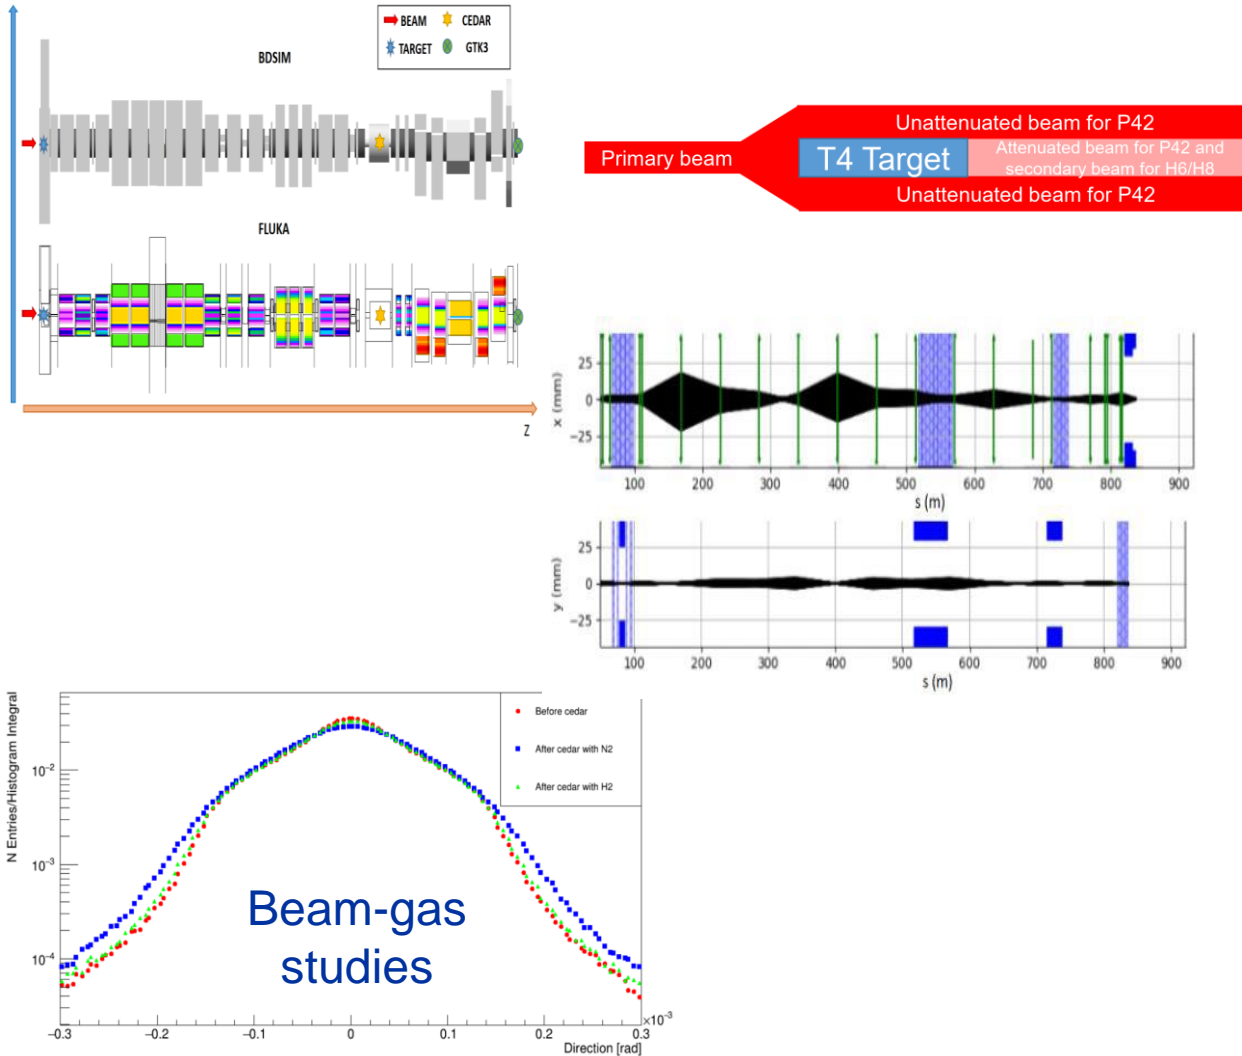 BEAM
CEDAR
TARGET
GTK3
BDSIM
FLUKA
Z
Unattenuated beam for P42
Primary beam
T4 Target
Attenuated beam for P42 and
secondary beam for H6/H8
Unattenuated beam for P42
x (mm)
25
0
−25
100 200 300 400 500 600 700 800 900
s (m)
y (mm)
25
0
−25
100 200 300 400 500 600 700 800 900
s (m)
N Entries/Histogram Integral
10⁻²
10⁻³
10⁻⁴
Before cedar
After cedar with N2
After cedar with H2
Beam-gas
studies
−0.3 −0.2 −0.1 0 0.1 0.2 0.3
×10⁻³
Direction [rad]